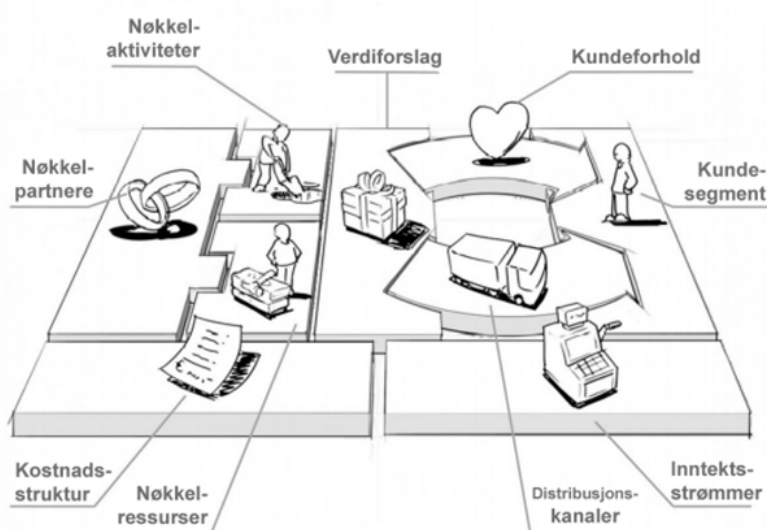 Nøkkel-
aktiviteter
Verdiforslag
Kundeforhold
Nøkkel-
partnere
Kunde-
segment
Kostnads-
struktur
Nøkkel-
ressurser
Distribusjons-
kanaler
Inntekts-
strømmer